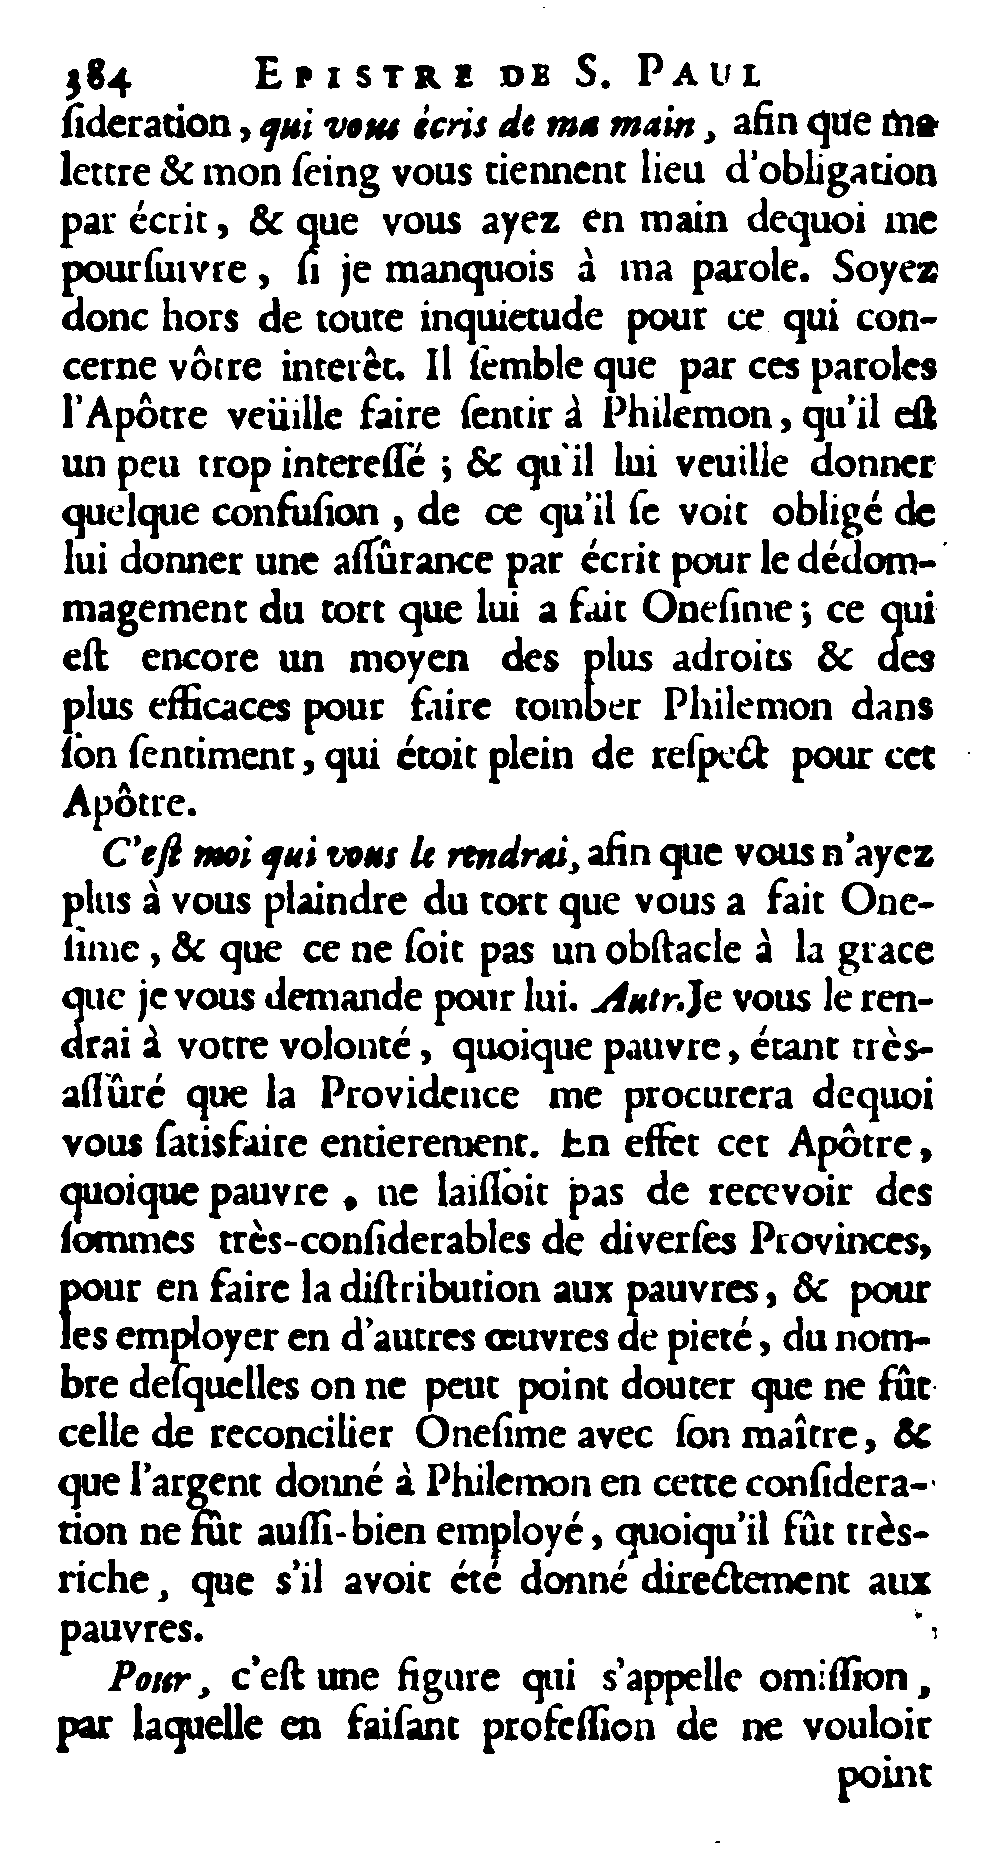 384 EPISTRE DE S. PAUL
ſideration, qui vous écris de ma main, afin que ma
lettre & mon ſeing vous tiennent lieu d'obligation
par écrit, & que vous ayez en main dequoi me
pourſuivre, ſi je manquois à ma parole. Soyez
donc hors de toute inquietude pour ce qui con-
cerne vôtre interêt. Il ſemble que par ces paroles
l'Apôtre veüille faire ſentir à Philemon, qu'il eſt
un peu trop intereſſé ; & qu'il lui veuille donner
quelque confuſion, de ce qu'il ſe voit obligé de
lui donner une aſſûrance par écrit pour le dédom-
magement du tort que lui a fait Oneſime; ce qui
eſt encore un moyen des plus adroits & des
plus efficaces pour faire tomber Philemon dans
ſon ſentiment, qui étoit plein de reſpect pour cet
Apôtre.
C'eſt moi qui vous le rendrai, afin que vous n'ayez
plus à vous plaindre du tort que vous a fait One-
ſime, & que ce ne ſoit pas un obſtacle à la grace
que je vous demande pour lui. Autr. Je vous le ren-
drai à votre volonté, quoique pauvre, étant très-
aſſûré que la Providence me procurera dequoi
vous ſatisfaire entierement. En effet cet Apôtre,
quoique pauvre, ne laiſſoit pas de recevoir des
ſommes très-conſiderables de diverſes Provinces,
pour en faire la diſtribution aux pauvres, & pour
les employer en d'autres œuvres de pieté, du nom-
bre deſquelles on ne peut point douter que ne fût
celle de reconcilier Oneſime avec ſon maître, &
que l'argent donné à Philemon en cette conſidera-
tion ne fût auſſi-bien employé, quoiqu'il fût très-
riche, que s'il avoit été donné directement aux
pauvres.
Pour, c'eſt une figure qui s'appelle omiſſion,
par laquelle en faiſant profeſſion de ne vouloir
point